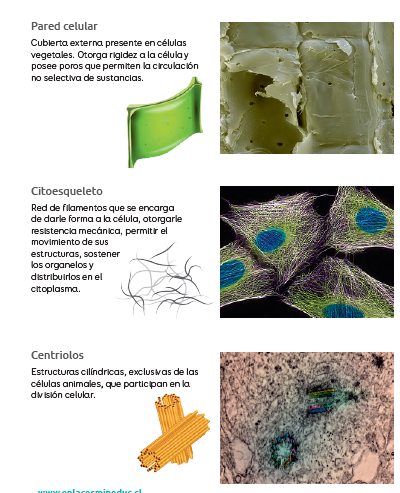 Pared celular
Cubierta externa presente en células
vegetales. Otorga rigidez a la célula y
posee poros que permiten la circulación
no selectiva de sustancias.
Citoesqueleto
Red de filamentos que se encarga
de darle forma a la célula, otorgarle
resistencia mecánica, permitir el
movimiento de sus
estructuras, sostener
los organelos y
distribuirlos en el
citoplasma.
Centriolos
Estructuras cilíndricas, exclusivas de las
células animales, que participan en la
división celular.